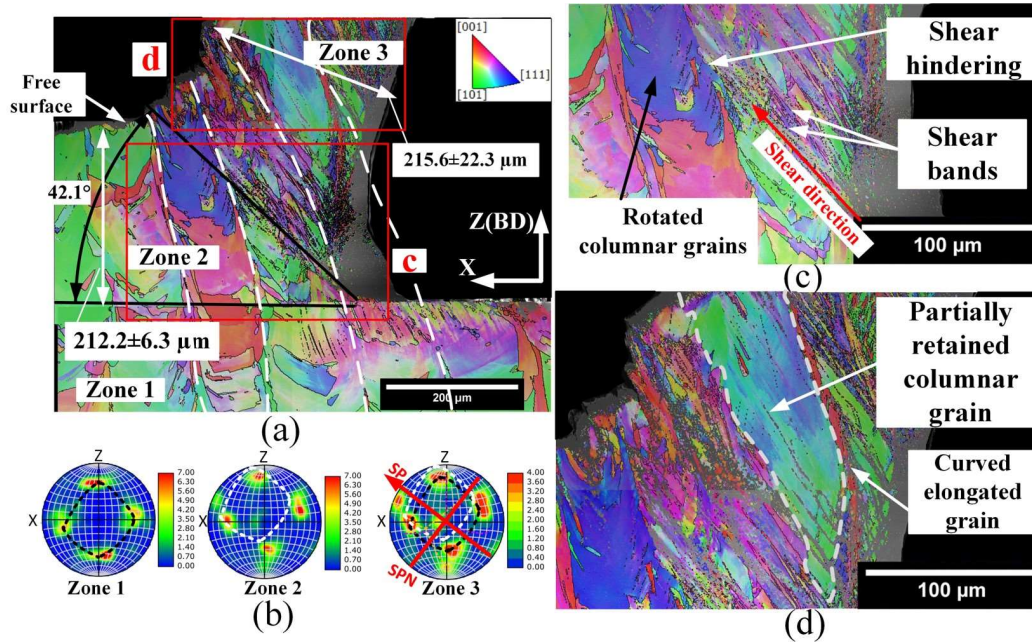 d
Zone 3
[001]
[111]
[101]
Free
surface
215.6±22.3 μm
42.1°
Z(BD)
Zone 2
c
X
212.2±6.3 μm
Zone 1
200 μm
(a)
Z
X
7.00
6.30
5.60
4.90
4.20
3.50
2.80
2.10
1.40
0.70
0.00
Zone 1
Z
X
7.00
6.30
5.60
4.90
4.20
3.50
2.80
2.10
1.40
0.70
0.00
Zone 2
Z
X
SP
SPN
4.00
3.60
3.20
2.80
2.40
2.00
1.60
1.20
0.80
0.40
0.00
Zone 3
(b)
Shear
hindering
Shear
bands
Shear direction
Rotated
columnar grains
100 μm
(c)
Partially
retained
columnar
grain
Curved
elongated
grain
100 μm
(d)